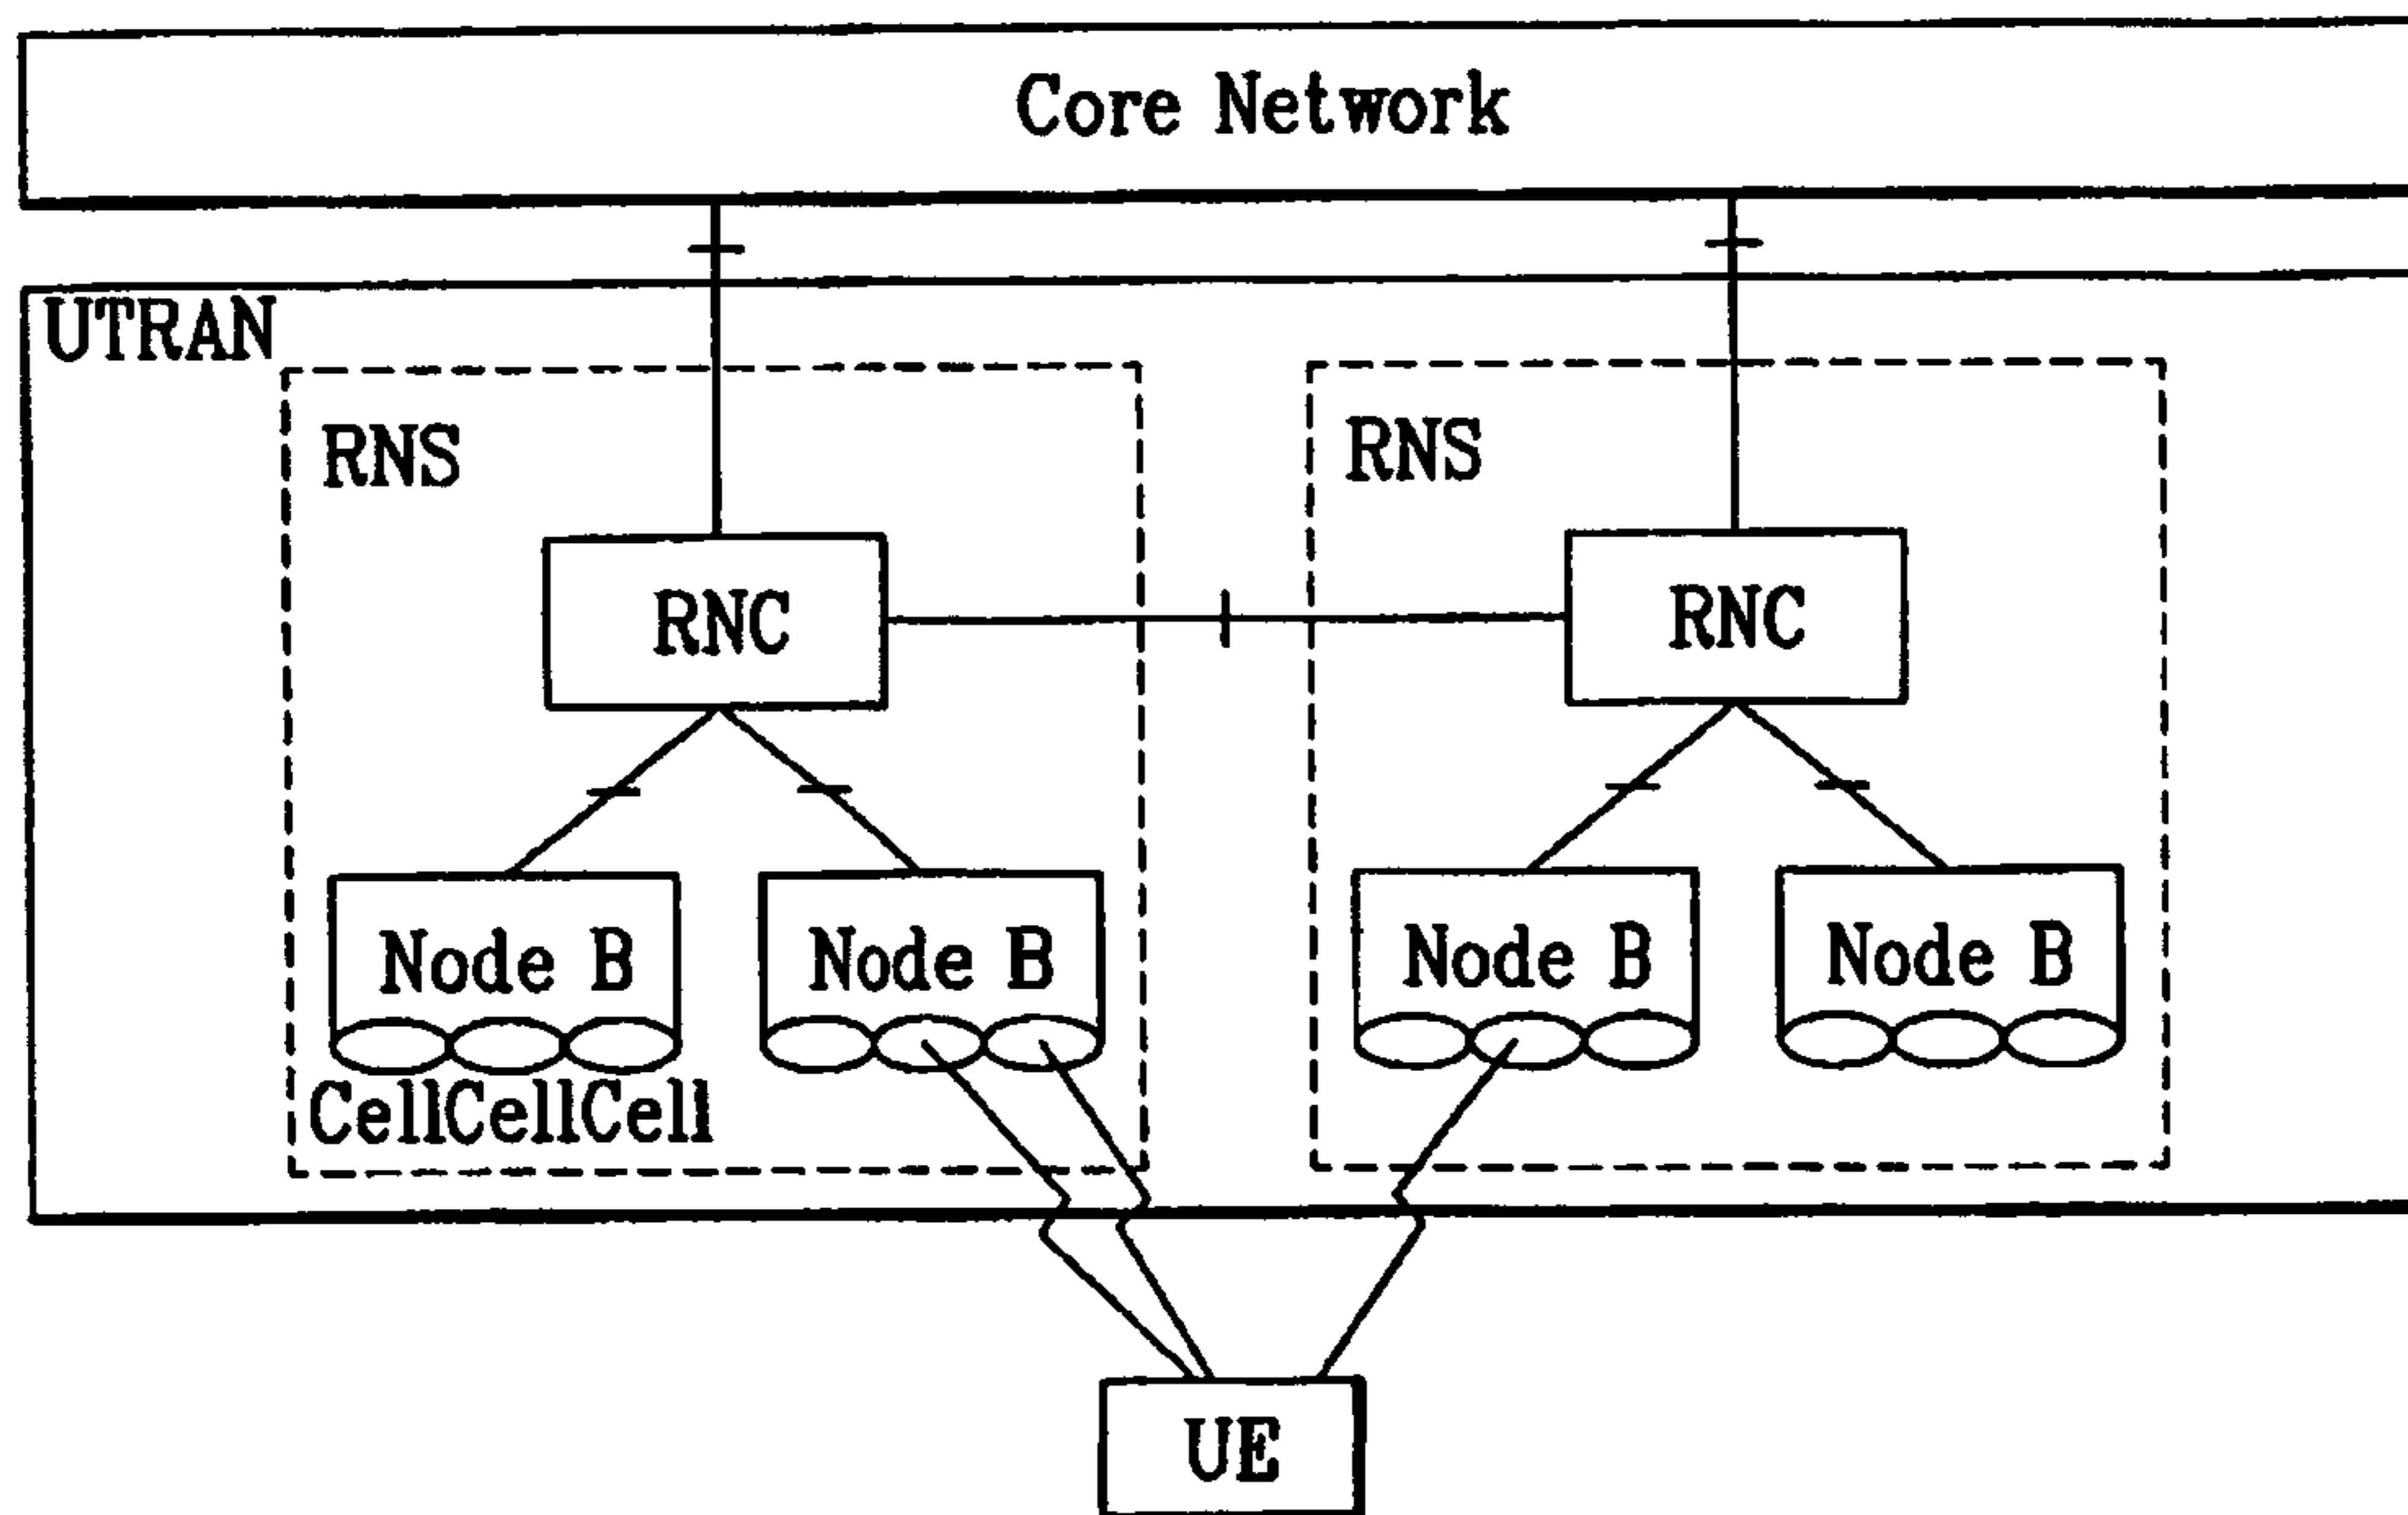 Core Network
UTRAN
RNS
RNS
RNC
RNC
Node B
Node B
Node B
Node B
CellCellCell
UE